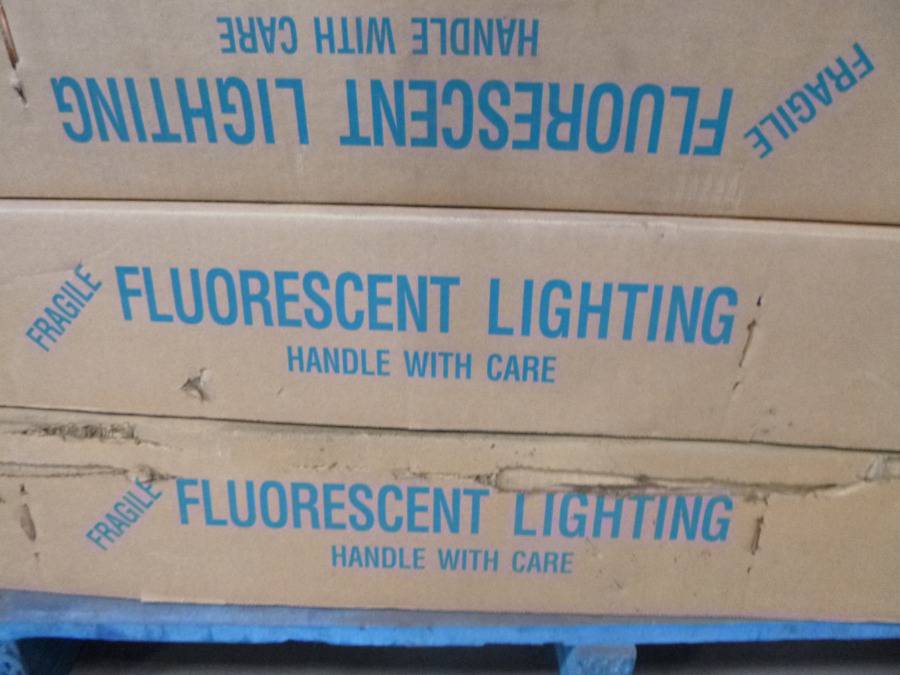 HANDLE WITH CARE
FLUORESCENT LIGHTING
FRAGILE
FRAGILE
FLUORESCENT LIGHTING
HANDLE WITH CARE
FRAGILE
FLUORESCENT LIGHTING
HANDLE WITH CARE